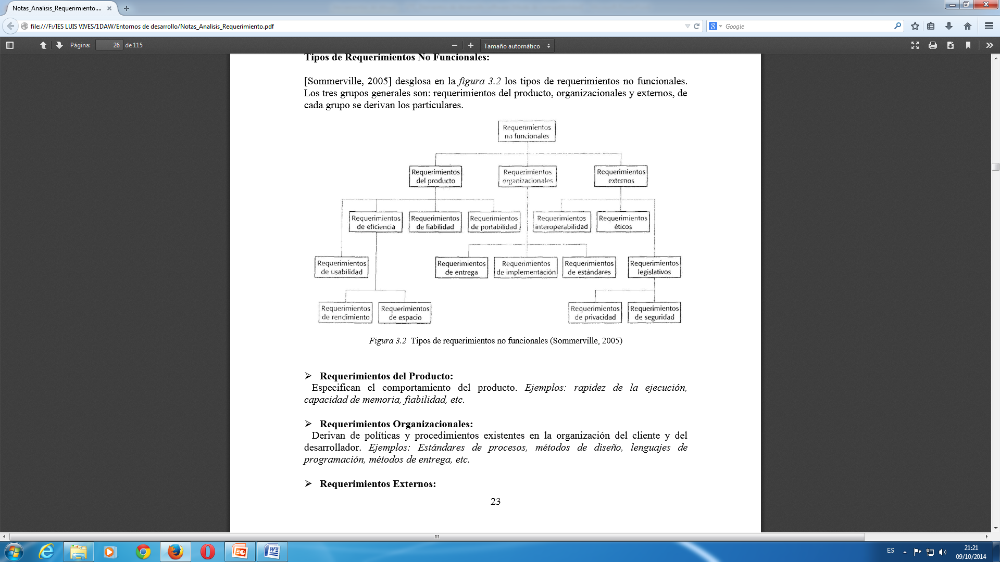 Notas_Analisis_Requerimiento....
file:///F:/IES LUIS VIVES/1DAW/Entornos de desarrollo/Notas_Analisis_Requerimiento.pdf
Google
Página: 26 de 115
Tamaño automático
Tipos de Requerimientos No Funcionales:
[Sommerville, 2005] desglosa en la figura 3.2 los tipos de requerimientos no funcionales.
Los tres grupos generales son: requerimientos del producto, organizacionales y externos, de
cada grupo se derivan los particulares.
Requerimientos
no funcionales
Requerimientos
del producto
Requerimientos
organizacionales
Requerimientos
externos
Requerimientos
de eficiencia
Requerimientos
de fiabilidad
Requerimientos
de portabilidad
Requerimientos
interoperabilidad
Requerimientos
éticos
Requerimientos
de usabilidad
Requerimientos
de entrega
Requerimientos
de implementación
Requerimientos
de estándares
Requerimientos
legislativos
Requerimientos
de rendimiento
Requerimientos
de espacio
Requerimientos
de privacidad
Requerimientos
de seguridad
Figura 3.2 Tipos de requerimientos no funcionales (Sommerville, 2005)
➢ Requerimientos del Producto:
Especifican el comportamiento del producto. Ejemplos: rapidez de la ejecución,
capacidad de memoria, fiabilidad, etc.
➢ Requerimientos Organizacionales:
Derivan de políticas y procedimientos existentes en la organización del cliente y del
desarrollador. Ejemplos: Estándares de procesos, métodos de diseño, lenguajes de
programación, métodos de entrega, etc.
➢ Requerimientos Externos:
23
ES
21:21
09/10/2014